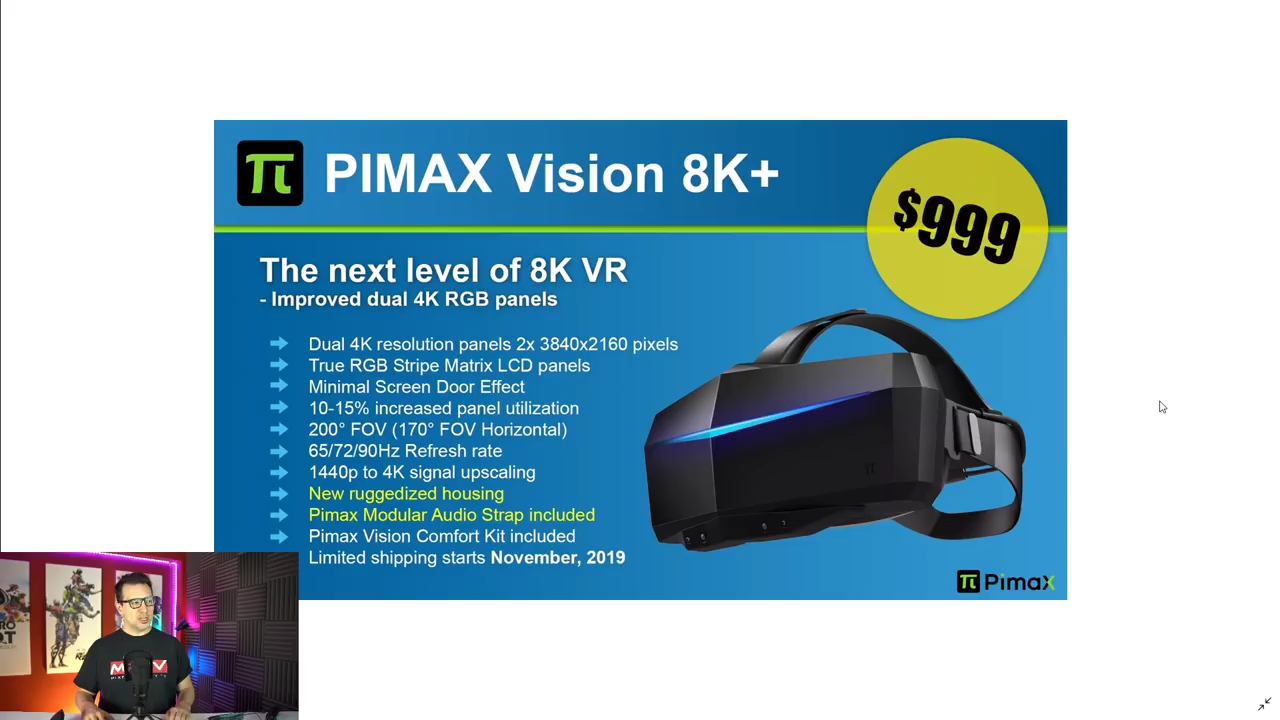 PIMAX Vision 8K+
$999
The next level of 8K VR
- Improved dual 4K RGB panels
Dual 4K resolution panels 2x 3840x2160 pixels
True RGB Stripe Matrix LCD panels
Minimal Screen Door Effect
10-15% increased panel utilization
200° FOV (170° FOV Horizontal)
65/72/90Hz Refresh rate
1440p to 4K signal upscaling
New ruggedized housing
Pimax Modular Audio Strap included
Pimax Vision Comfort Kit included
Limited shipping starts November, 2019
Pimax